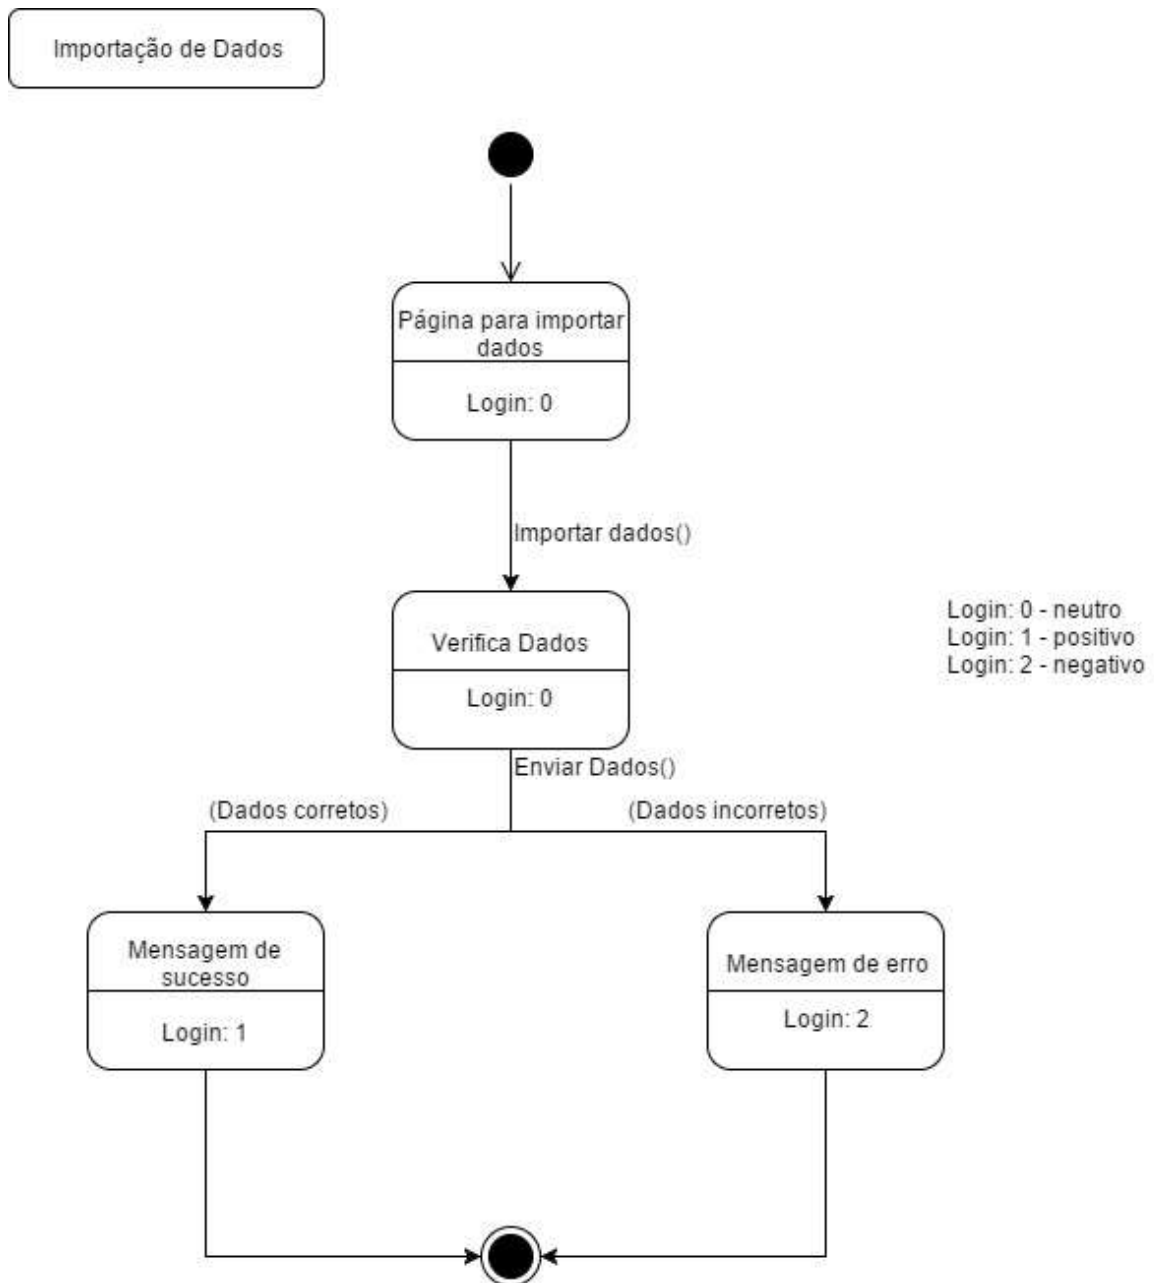 Importação de Dados
Página para importar
dados
Login: 0
Importar dados()
Verifica Dados
Login: 0
Login: 0 - neutro
Login: 1 - positivo
Login: 2 - negativo
Enviar Dados()
(Dados corretos)
(Dados incorretos)
Mensagem de
sucesso
Login: 1
Mensagem de erro
Login: 2